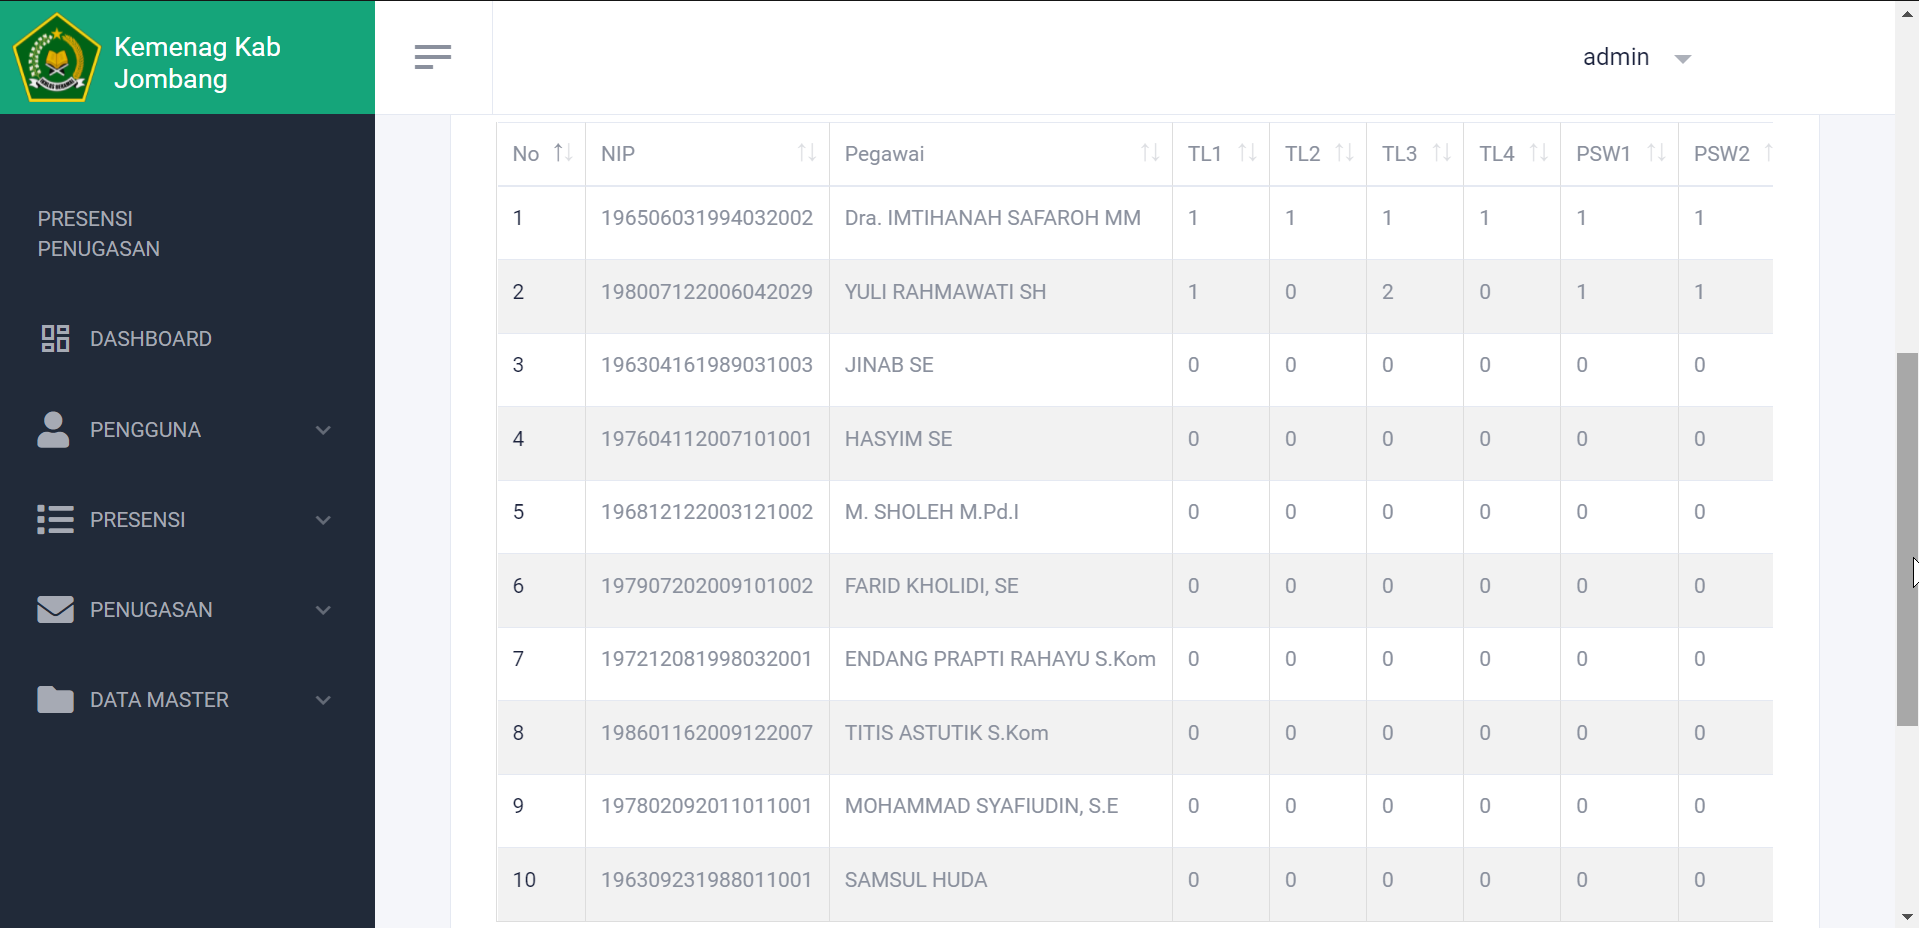 Kemenag Kab
Jombang
admin
PRESENSI
PENUGASAN
DASHBOARD
PENGGUNA
PRESENSI
PENUGASAN
DATA MASTER
No NIP Pegawai TL1 TL2 TL3 TL4 PSW1 PSW2
1 196506031994032002 Dra. IMTIHANAH SAFAROH MM 1 1 1 1 1 1
2 198007122006042029 YULI RAHMAWATI SH 1 0 2 0 1 1
3 196304161989031003 JINAB SE 0 0 0 0 0 0
4 197604112007101001 HASYIM SE 0 0 0 0 0 0
5 196812122003121002 M. SHOLEH M.Pd.I 0 0 0 0 0 0
6 197907202009101002 FARID KHOLIDI, SE 0 0 0 0 0 0
7 197212081998032001 ENDANG PRAPTI RAHAYU S.Kom 0 0 0 0 0 0
8 198601162009122007 TITIS ASTUTIK S.Kom 0 0 0 0 0 0
9 197802092011011001 MOHAMMAD SYAFIUDIN, S.E 0 0 0 0 0 0
10 196309231988011001 SAMSUL HUDA 0 0 0 0 0 0